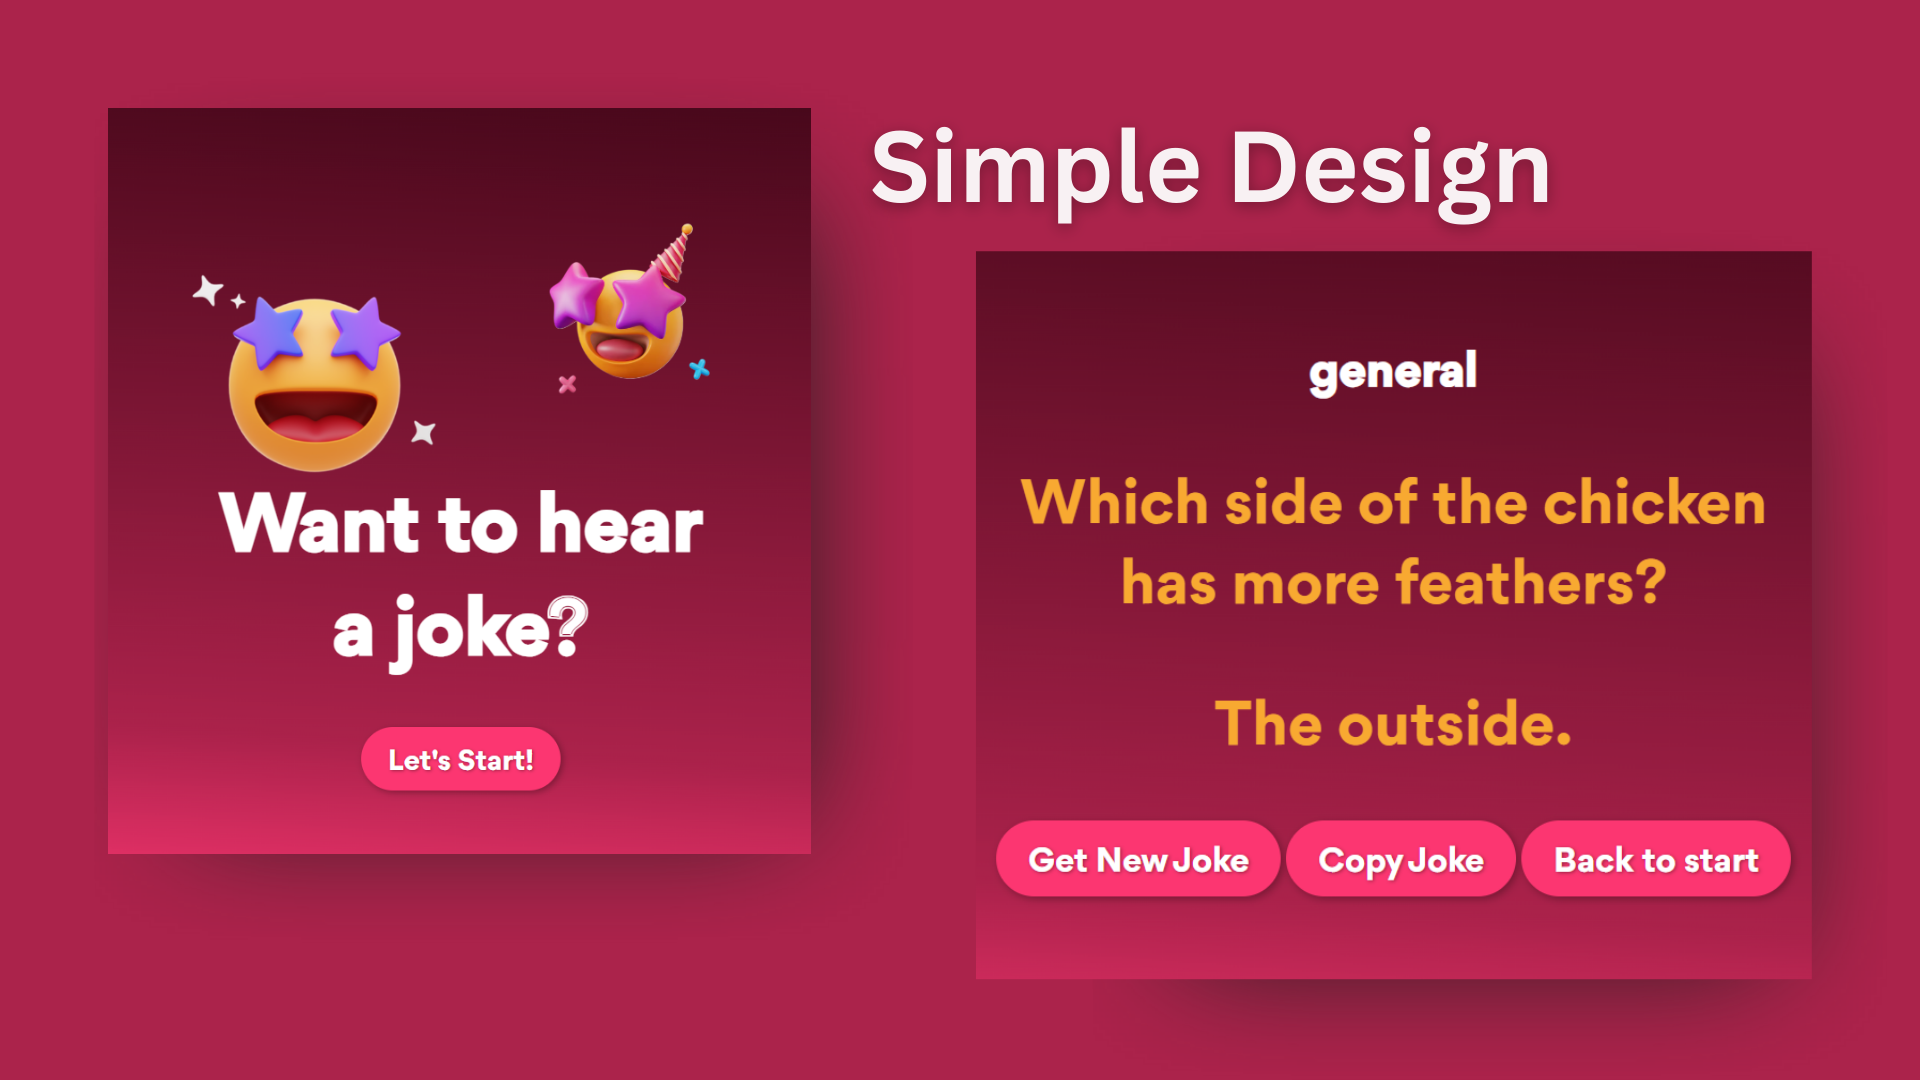 Simple Design
Want to hear
a joke?
Let's Start!
general
Which side of the chicken
has more feathers?
The outside.
Get New Joke
Copy Joke
Back to start